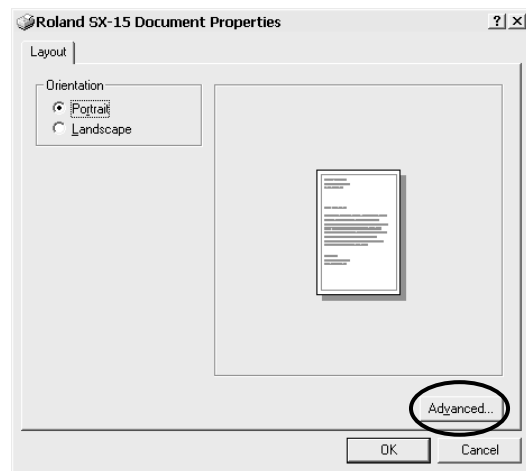 Roland SX-15 Document Properties
Layout
Orientation
Portrait
Landscape
Advanced...
OK
Cancel